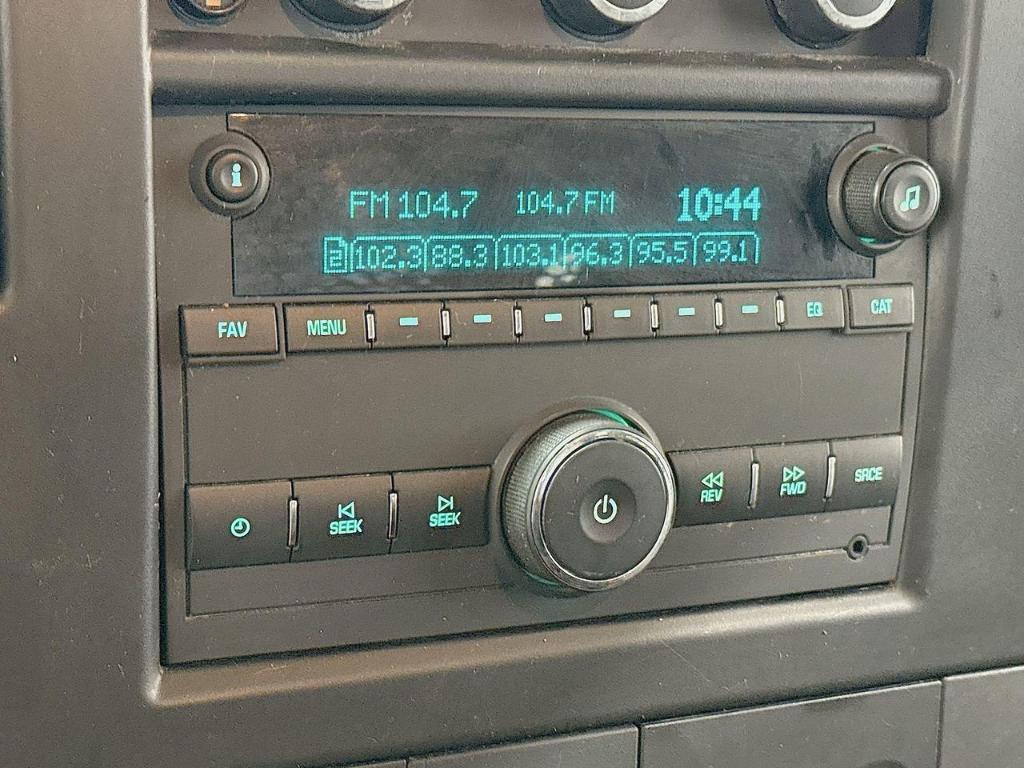 FM 104.7 104.7 FM 10:44
2 102.3 88.3 103.1 96.3 95.5 99.1
FAV MENU EQ CAT
SEEK SEEK REV FWD SRCE